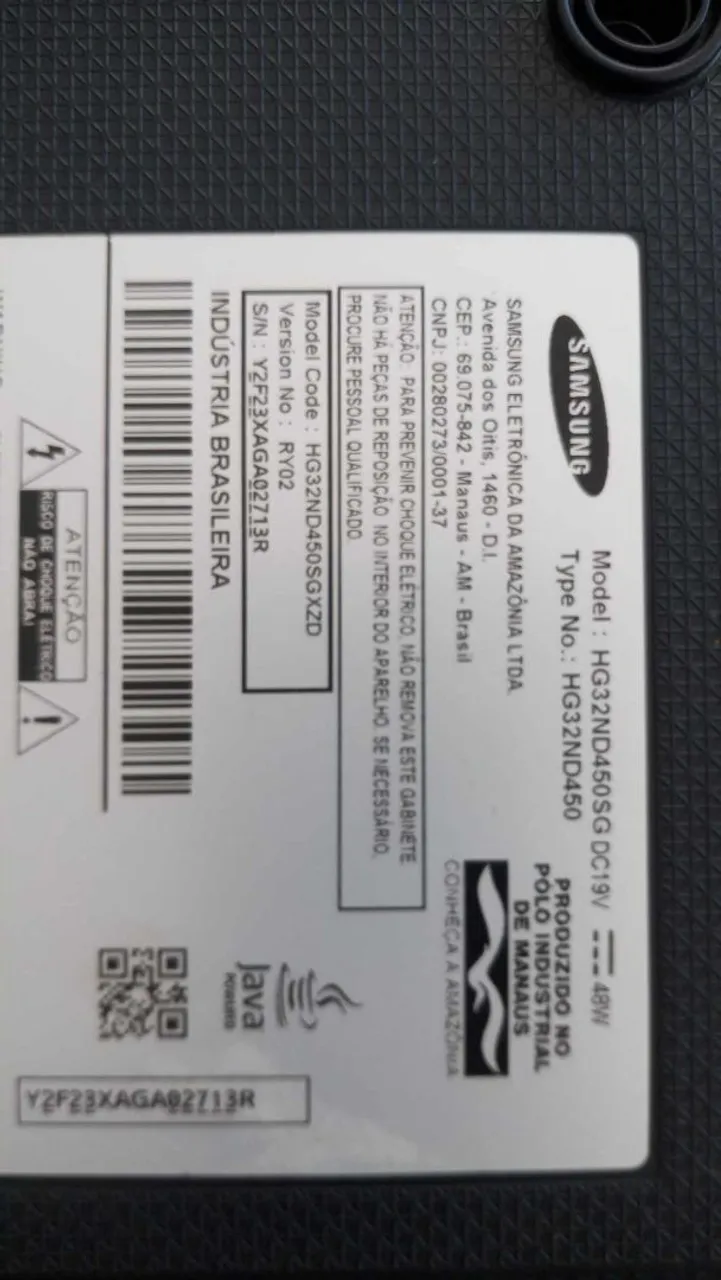 SAMSUNG
Model : HG32ND450SG DC19V 48W
Type No.: HG32ND450
SAMSUNG ELETRÔNICA DA AMAZÔNIA LTDA.
Avenida dos Oitis, 1460 - D.I.
CEP.: 69.075-842 - Manaus - AM - Brasil
CNPJ: 00280273/0001-37
PRODUZIDO NO
PÓLO INDUSTRIAL
DE MANAUS
CONHEÇA A AMAZÔNIA
ATENÇÃO: PARA PREVENIR CHOQUE ELÉTRICO, NÃO REMOVA ESTE GABINETE.
NÃO HÁ PEÇAS DE REPOSIÇÃO NO INTERIOR DO APARELHO. SE NECESSÁRIO,
PROCURE PESSOAL QUALIFICADO.
Model Code : HG32ND450SGXZD
Version No : RY02
S/N : Y2F23XAGA02713R
INDÚSTRIA BRASILEIRA
Java
POWERED
Y2F23XAGA02713R
ATENÇÃO
RISCO DE CHOQUE ELÉTRICO
NÃO ABRA!